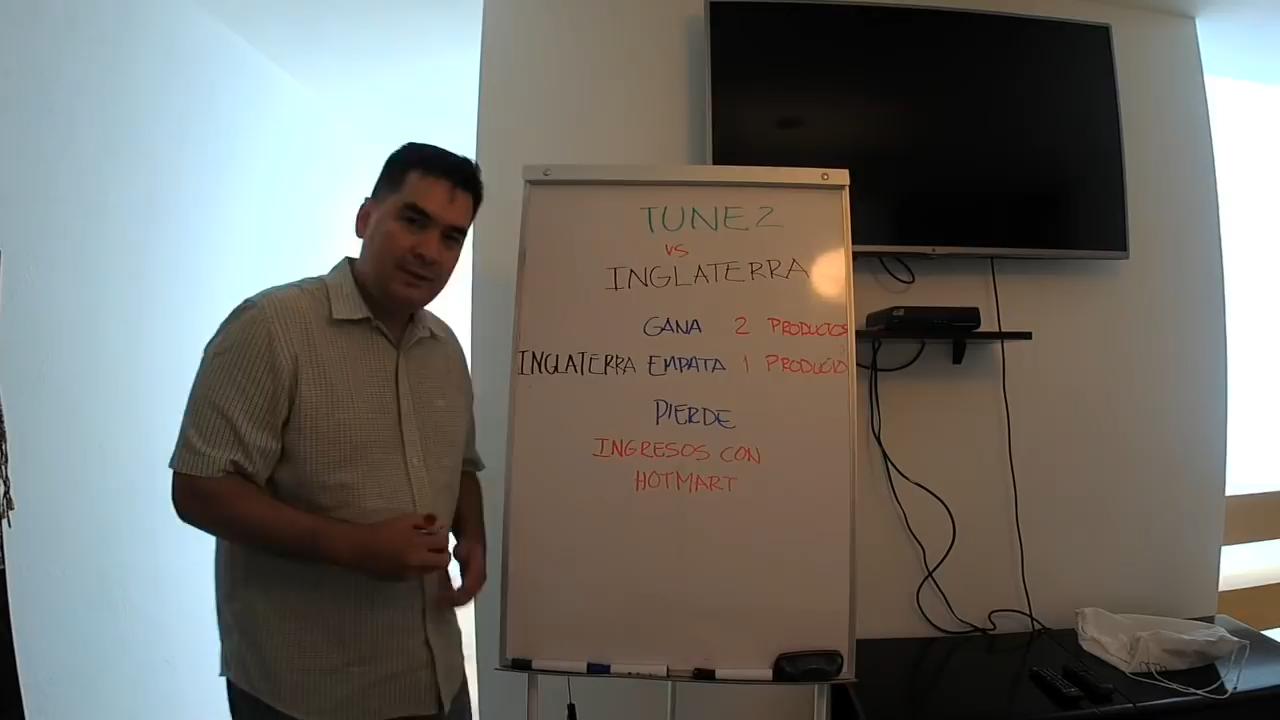 TUNEZ
VS
INGLATERRA
GANA 2 PRODUCTOS
INGLATERRA EMPATA 1 PRODUCTO
PIERDE
INGRESOS CON
HOTMART